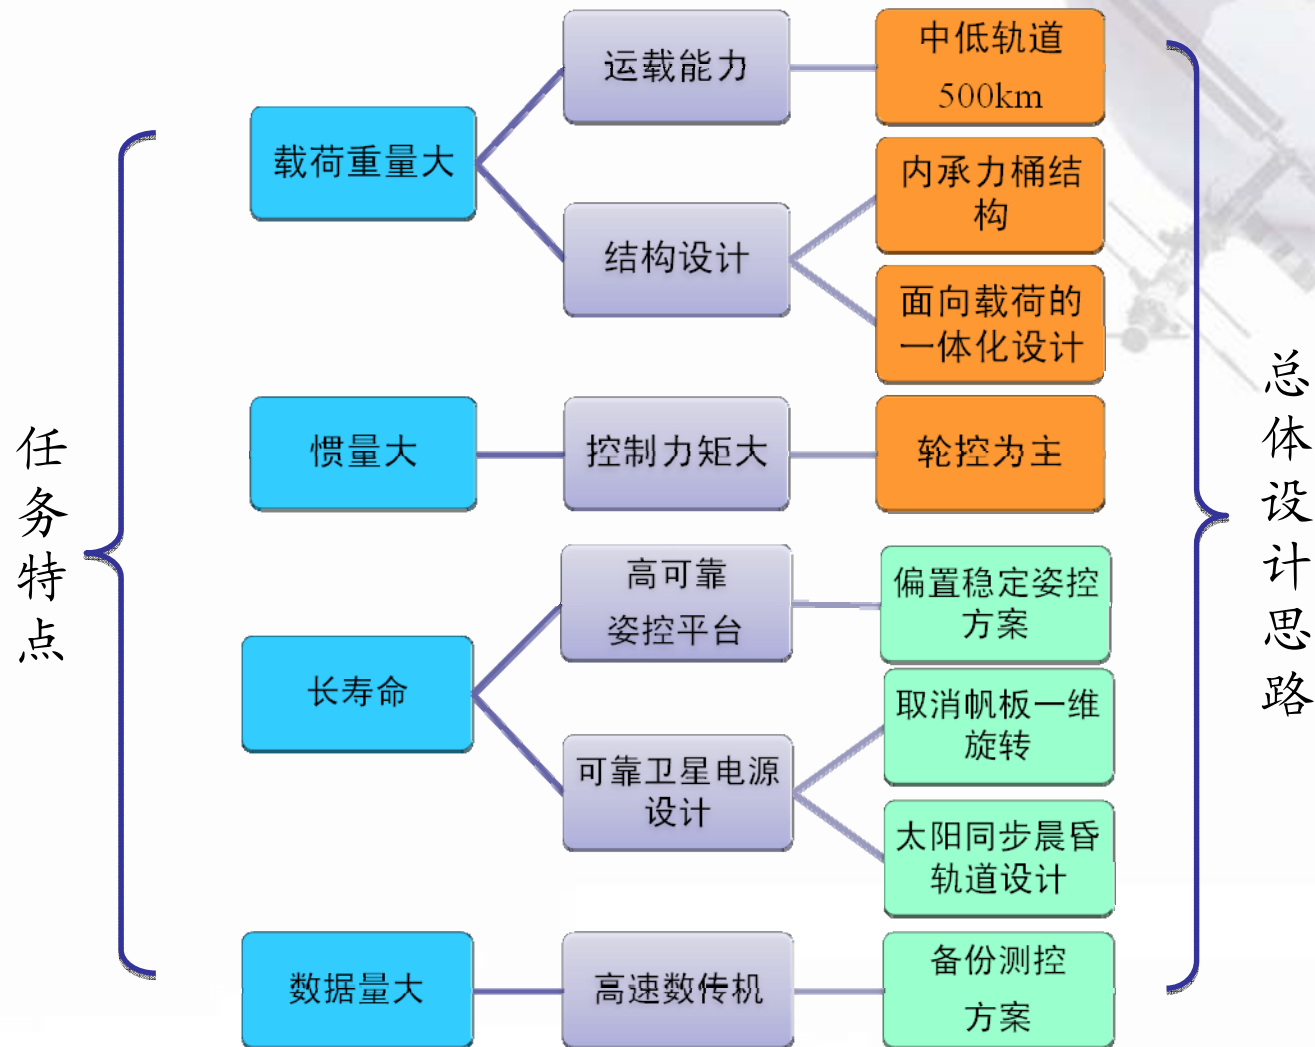 任务特点
载荷重量大
运载能力
中低轨道
500km
结构设计
内承力桶结
构
面向载荷的
一体化设计
惯量大
控制力矩大
轮控为主
长寿命
高可靠
姿控平台
偏置稳定姿控
方案
可靠卫星电源
设计
取消帆板一维
旋转
太阳同步晨昏
轨道设计
数据量大
高速数传机
备份测控
方案
总体设计思路